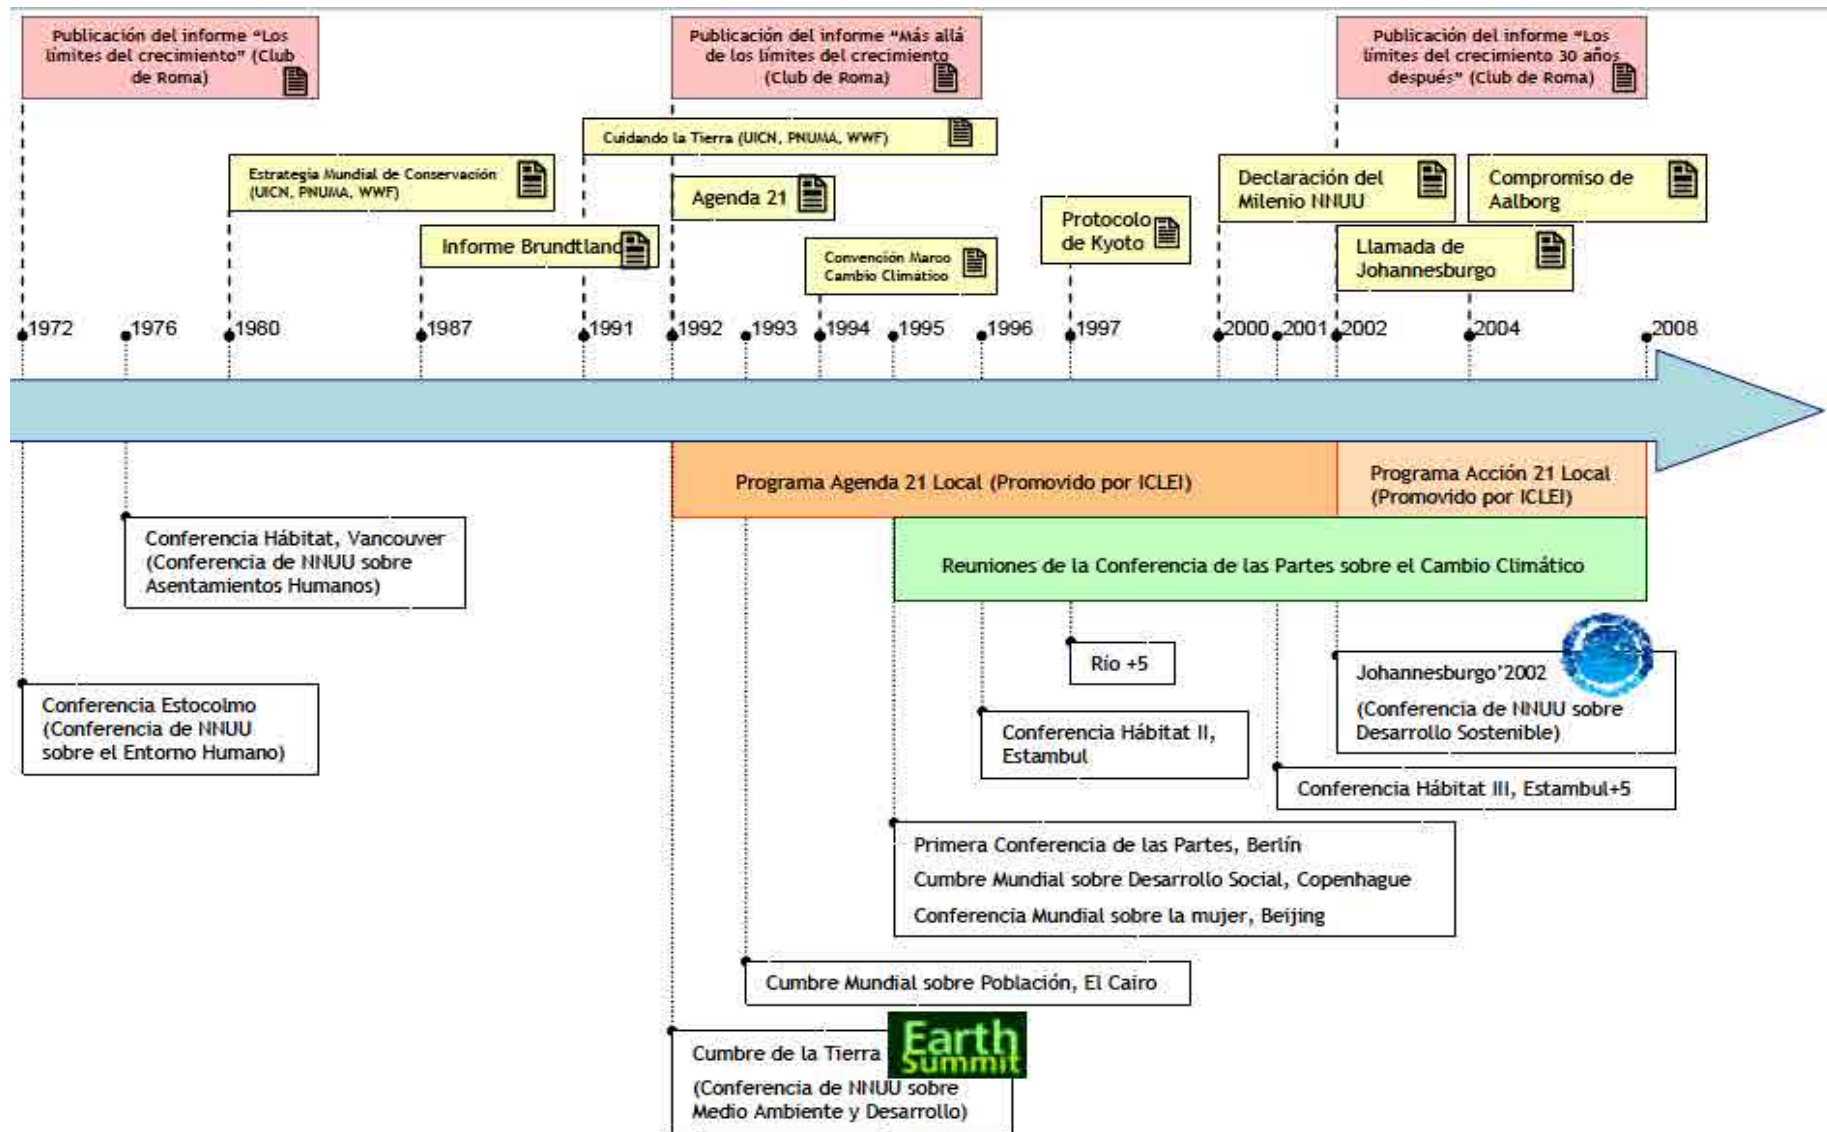 Publicación del informe “Los
límites del crecimiento” (Club
de Roma)
Publicación del informe “Más allá
de los límites del crecimiento
(Club de Roma)
Publicación del informe “Los
límites del crecimiento 30 años
después” (Club de Roma)
Cuidando la Tierra (UICN, PNUMA, WWF)
Estrategia Mundial de Conservación
(UICN, PNUMA, WWF)
Agenda 21
Declaración del
Milenio NNUU
Compromiso de
Aalborg
Protocolo
de Kyoto
Informe Brundtland
Convención Marco
Cambio Climático
Llamada de
Johannesburgo
1972
1976
1980
1987
1991
1992
1993
1994
1995
1996
1997
2000
2001
2002
2004
2008
Programa Agenda 21 Local (Promovido por ICLEI)
Programa Acción 21 Local
(Promovido por ICLEI)
Reuniones de la Conferencia de las Partes sobre el Cambio Climático
Conferencia Hábitat, Vancouver
(Conferencia de NNUU sobre
Asentamientos Humanos)
Río +5
Johannesburgo’2002
(Conferencia de NNUU sobre
Desarrollo Sostenible)
Conferencia Estocolmo
(Conferencia de NNUU
sobre el Entorno Humano)
Conferencia Hábitat II,
Estambul
Conferencia Hábitat III, Estambul+5
Primera Conferencia de las Partes, Berlín
Cumbre Mundial sobre Desarrollo Social, Copenhague
Conferencia Mundial sobre la mujer, Beijing
Cumbre Mundial sobre Población, El Cairo
Cumbre de la Tierra
Earth
Summit
(Conferencia de NNUU sobre
Medio Ambiente y Desarrollo)